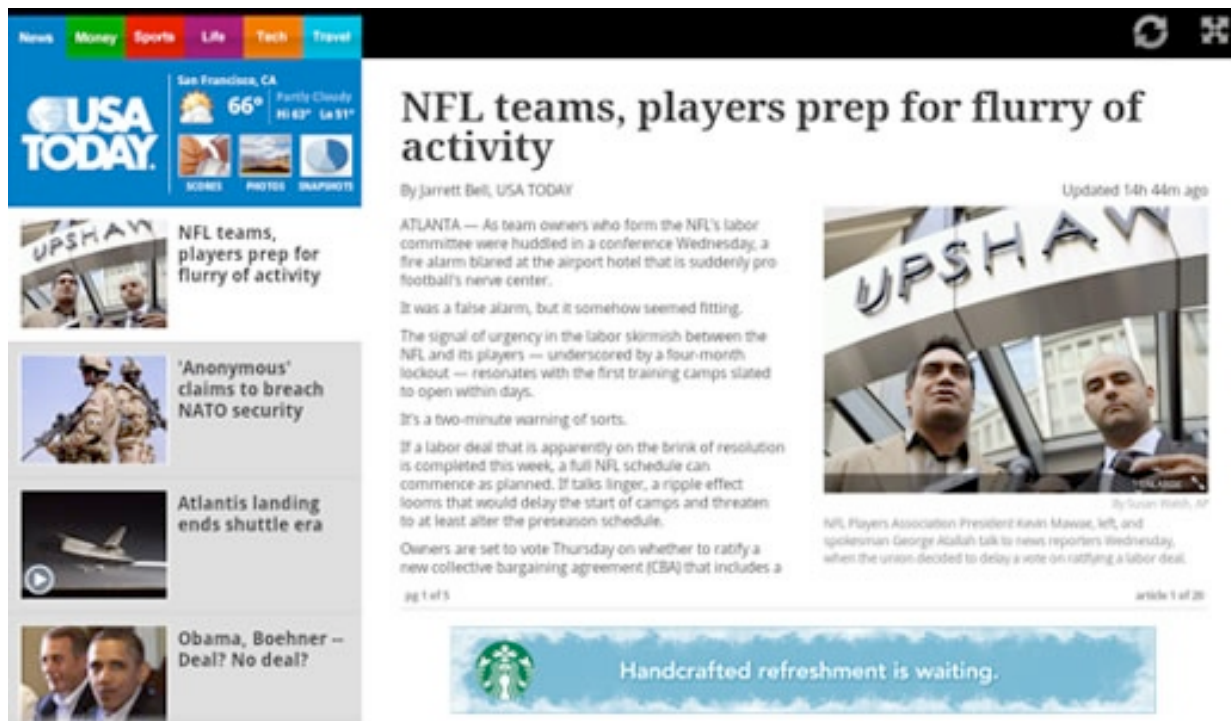 News Money Sports Life Tech Travel
USA
TODAY.
San Francisco, CA
66°
Partly Cloudy
Hi 63° Lo 51°
SCORES PHOTOS SNAPSHOTS
NFL teams,
players prep for
flurry of activity
'Anonymous'
claims to breach
NATO security
Atlantis landing
ends shuttle era
Obama, Boehner --
Deal? No deal?
NFL teams, players prep for flurry of
activity
By Jarrett Bell, USA TODAY
Updated 14h 44m ago
ATLANTA — As team owners who form the NFL's labor
committee were huddled in a conference Wednesday, a
fire alarm blared at the airport hotel that is suddenly pro
football's nerve center.
It was a false alarm, but it somehow seemed fitting.
The signal of urgency in the labor skirmish between the
NFL and its players — underscored by a four-month
lockout — resonates with the first training camps slated
to open within days.
It's a two-minute warning of sorts.
If a labor deal that is apparently on the brink of resolution
is completed this week, a full NFL schedule can
commence as planned. If talks linger, a ripple effect
looms that would delay the start of camps and threaten
to at least alter the preseason schedule.
Owners are set to vote Thursday on whether to ratify a
new collective bargaining agreement (CBA) that includes a
pg 1 of 5
UPSHAW
ENLARGE
By Susan Walsh, AP
NFL Players Association President Kevin Mawae, left, and
spokesman George Atallah talk to news reporters Wednesday,
when the union decided to delay a vote on ratifying a labor deal.
article 1 of 20
Handcrafted refreshment is waiting.